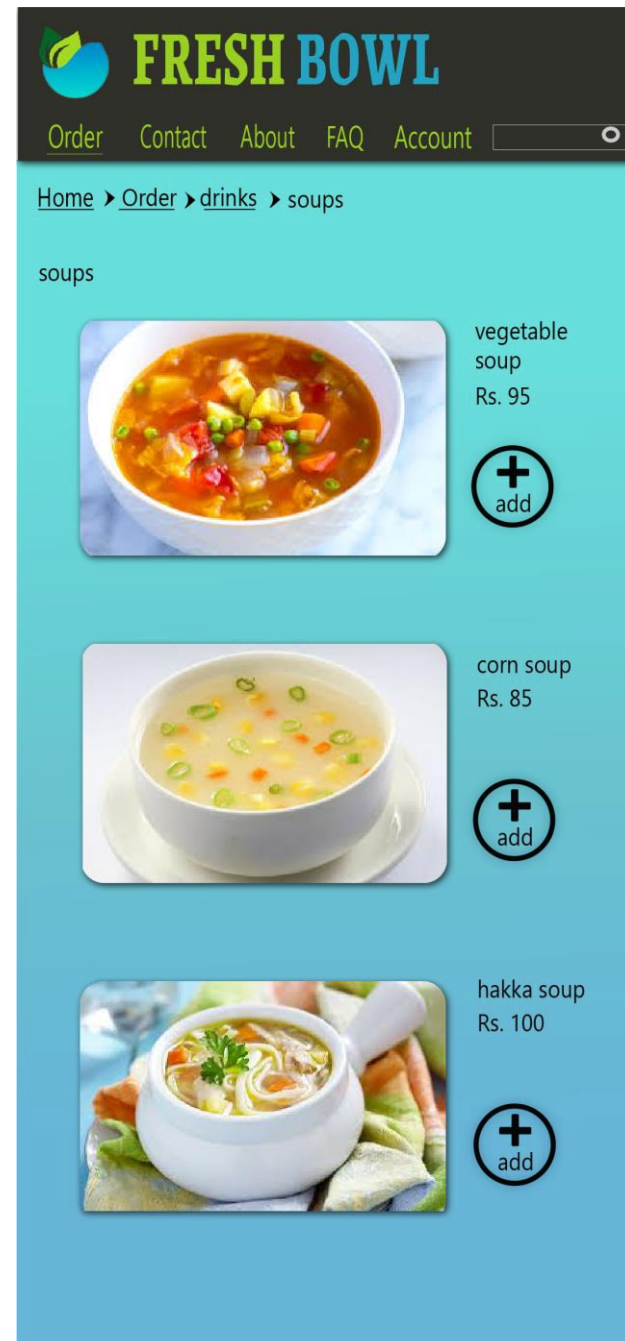 FRESH BOWL
Order Contact About FAQ Account
Home Order drinks soups
soups
vegetable
soup
Rs. 95
add
corn soup
Rs. 85
add
hakka soup
Rs. 100
add